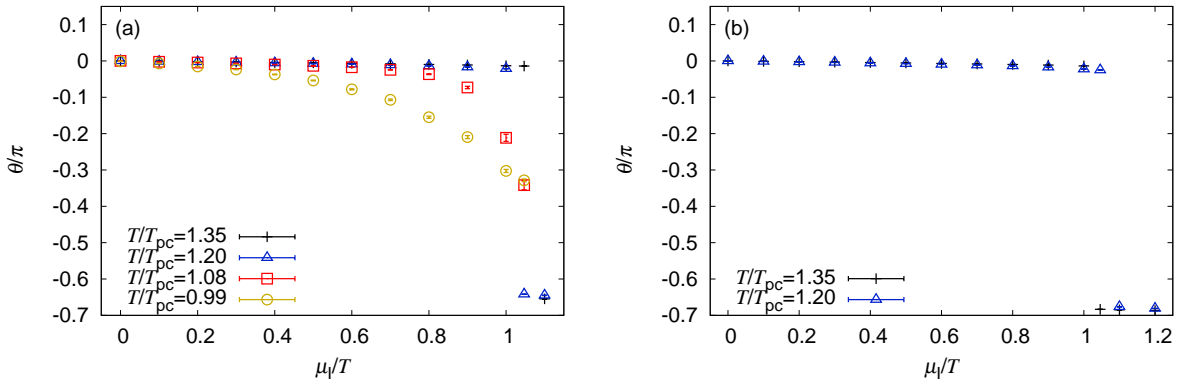 (a)
0.1
0
-0.1
-0.2
-0.3
-0.4
-0.5
-0.6
-0.7
θ/π
T/Tpc=1.35
T/Tpc=1.20
T/Tpc=1.08
T/Tpc=0.99
0 0.2 0.4 0.6 0.8 1
μI/T
(b)
0.1
0
-0.1
-0.2
-0.3
-0.4
-0.5
-0.6
-0.7
θ/π
T/Tpc=1.35
T/Tpc=1.20
0 0.2 0.4 0.6 0.8 1 1.2
μI/T